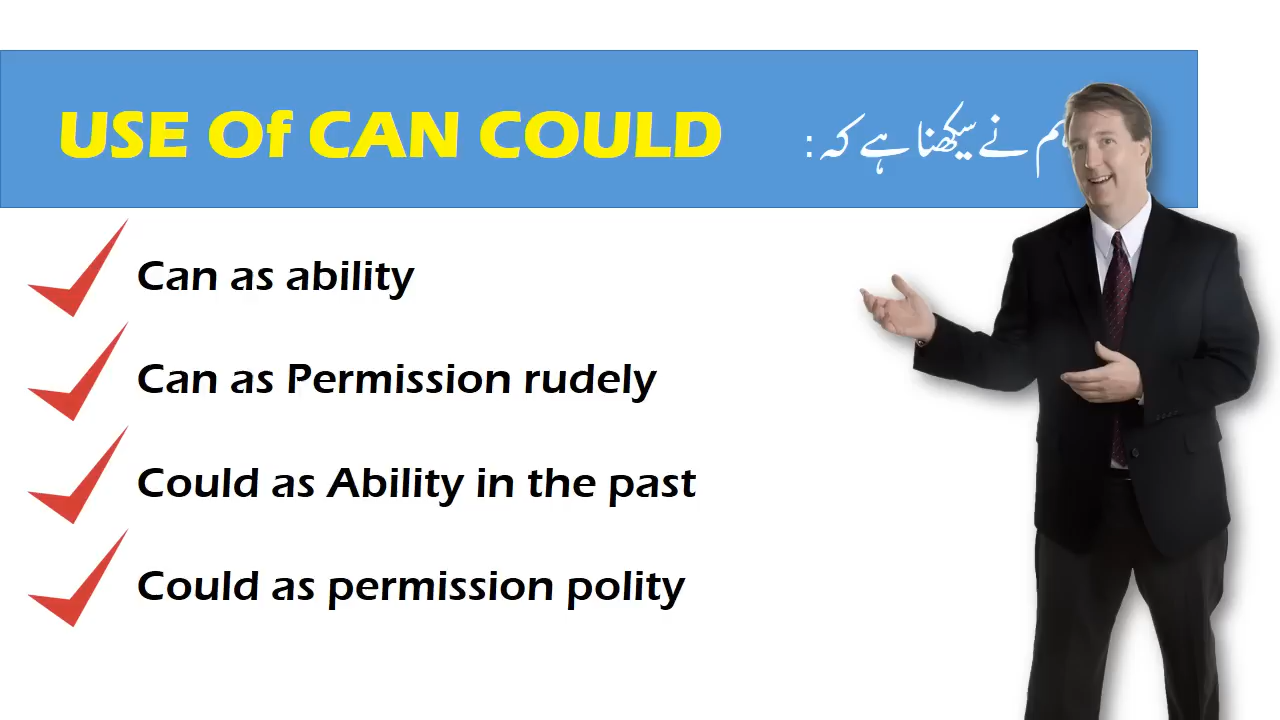 USE Of CAN COULD
نے سیکھنا ہے کہ :
Can as ability
Can as Permission rudely
Could as Ability in the past
Could as permission polity